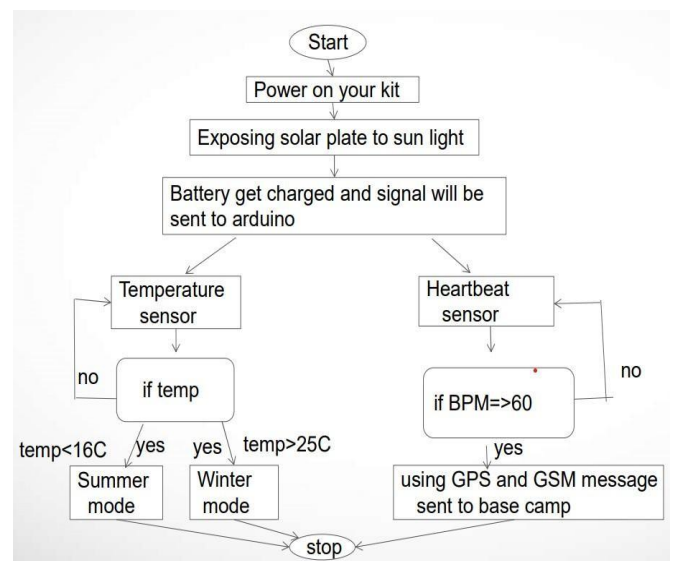 Start
Power on your kit
Exposing solar plate to sun light
Battery get charged and signal will be
sent to arduino
Temperature
sensor
Heartbeat
sensor
no
if temp
no
if BPM=>60
temp<16C
yes
yes
temp>25C
yes
Summer
mode
Winter
mode
using GPS and GSM message
sent to base camp
stop